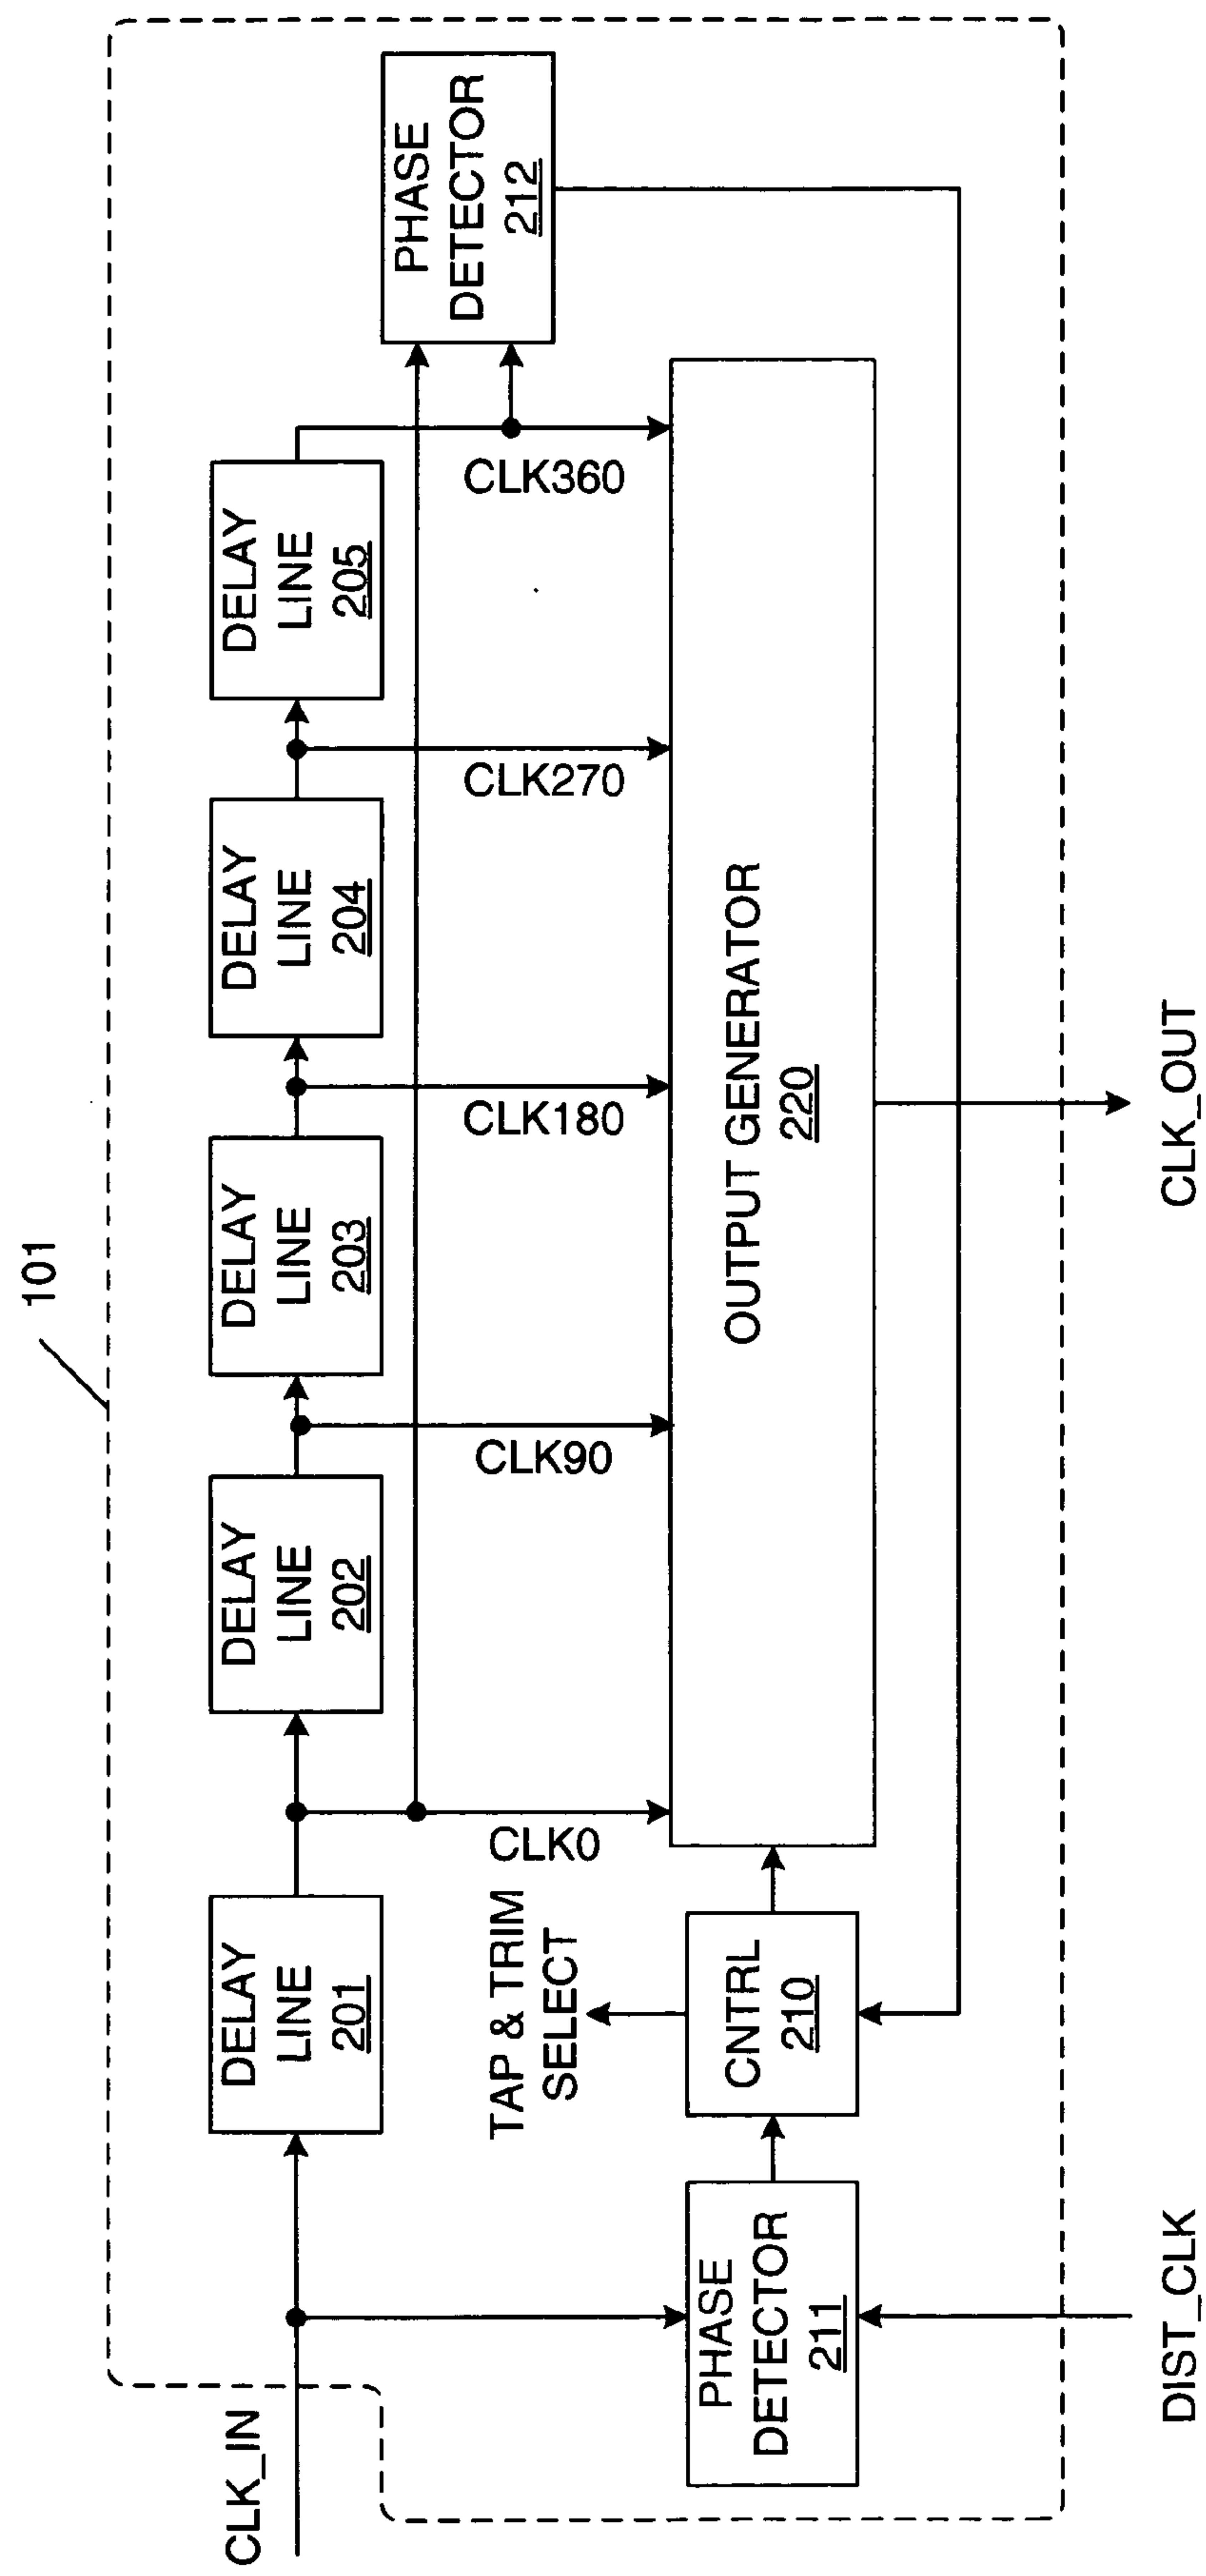 101
CLK_IN
DELAY
LINE
201
DELAY
LINE
202
DELAY
LINE
203
DELAY
LINE
204
DELAY
LINE
205
PHASE
DETECTOR
212
TAP & TRIM
SELECT
CLK0
CLK90
CLK180
CLK270
CLK360
PHASE
DETECTOR
211
CNTRL
210
OUTPUT GENERATOR
220
DIST_CLK
CLK_OUT